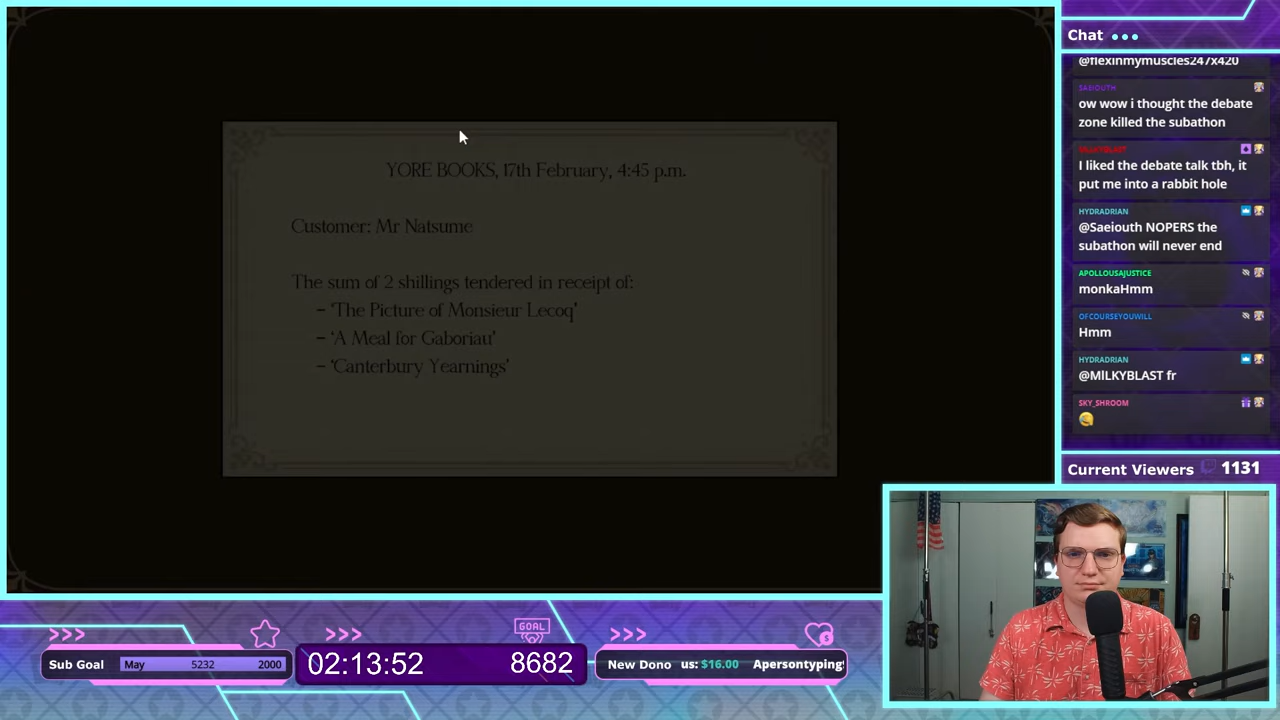 YORE BOOKS, 17th February, 4:45 p.m.
Customer: Mr Natsume
The sum of 2 shillings tendered in receipt of:
– 'The Picture of Monsieur Lecoq'
– 'A Meal for Gaboriau'
– 'Canterbury Yearnings'
Chat
@flexinmymuscles247x420
SAEIOUTH
ow wow i thought the debate
zone killed the subathon
MILKYBLAST
I liked the debate talk tbh, it
put me into a rabbit hole
HYDRADRIAN
@Saeiouth NOPERS the
subathon will never end
APOLLOUSAJUSTICE
monkaHmm
OFCOURSEYOUWILL
Hmm
HYDRADRIAN
@MILKYBLAST fr
SKY_SHROOM
Current Viewers 1131
>>>
>>>
GOAL
>>>
Sub Goal May 5232 2000
02:13:52 8682
New Dono us: $16.00 Apersontyping